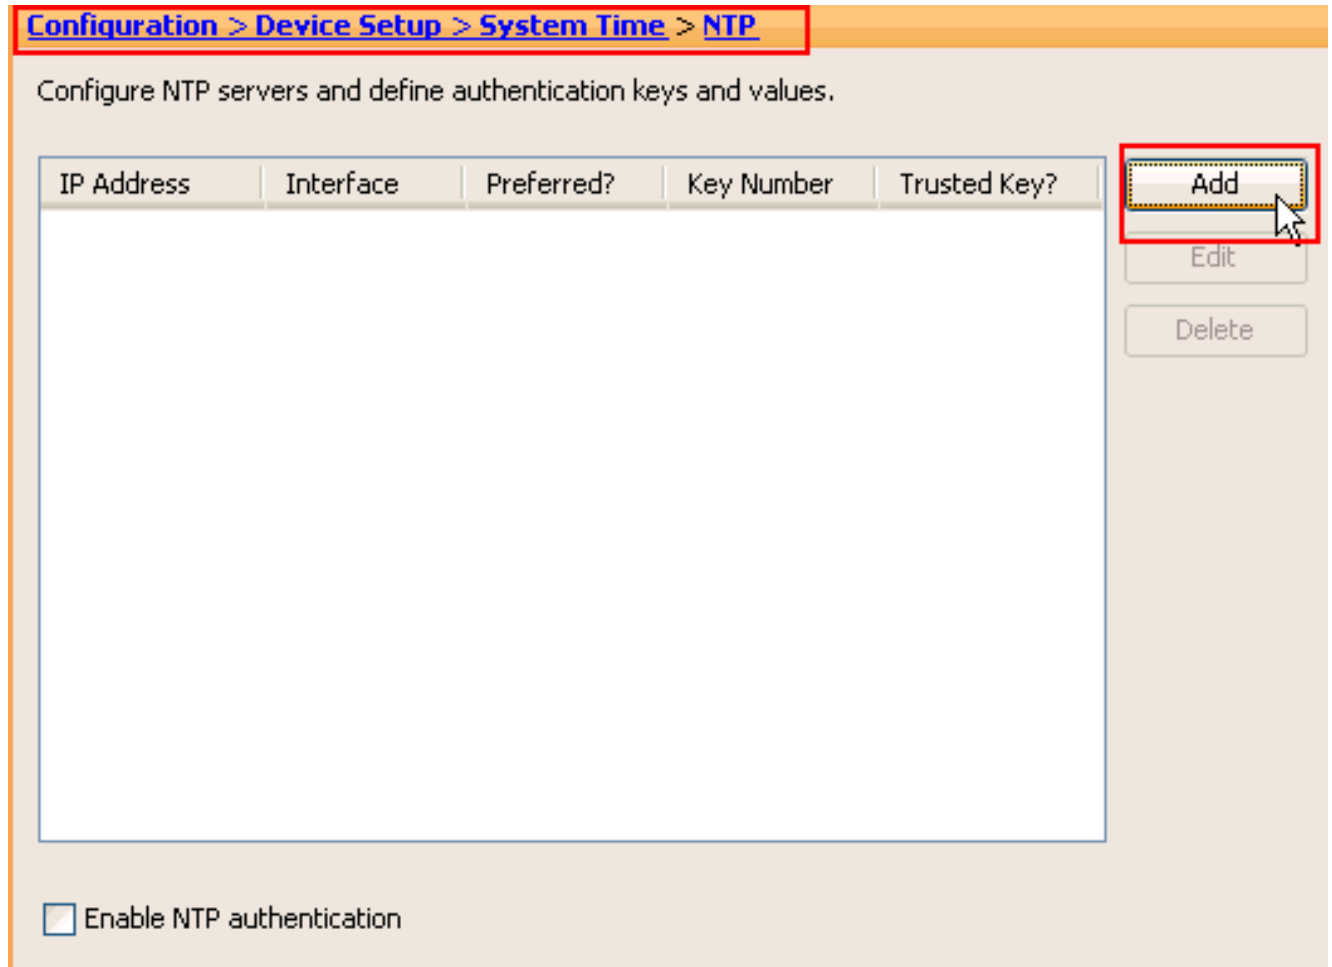 Configuration > Device Setup > System Time > NTP
Configure NTP servers and define authentication keys and values.
IP Address Interface Preferred? Key Number Trusted Key? Add
Edit
Delete
Enable NTP authentication